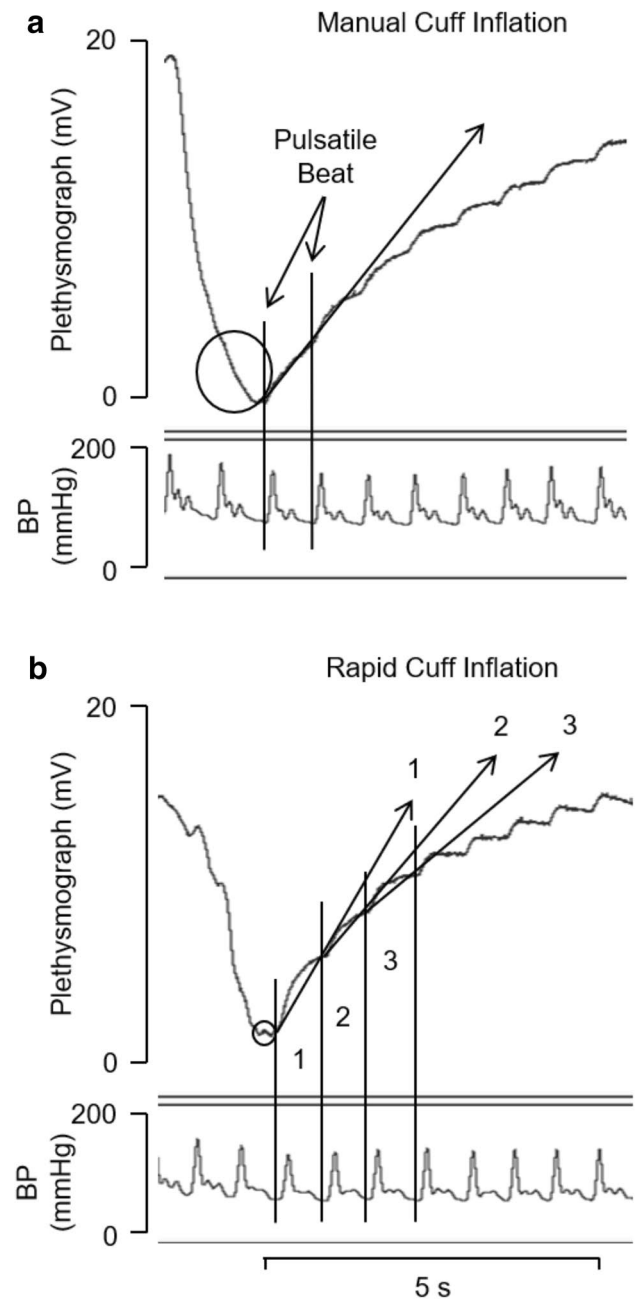 a
Manual Cuff Inflation
20
Plethysmograph (mV)
Pulsatile
Beat
0
200
BP
(mmHg)
0
b
Rapid Cuff Inflation
20
Plethysmograph (mV)
1
2
3
3
2
1
0
200
BP
(mmHg)
0
5 s